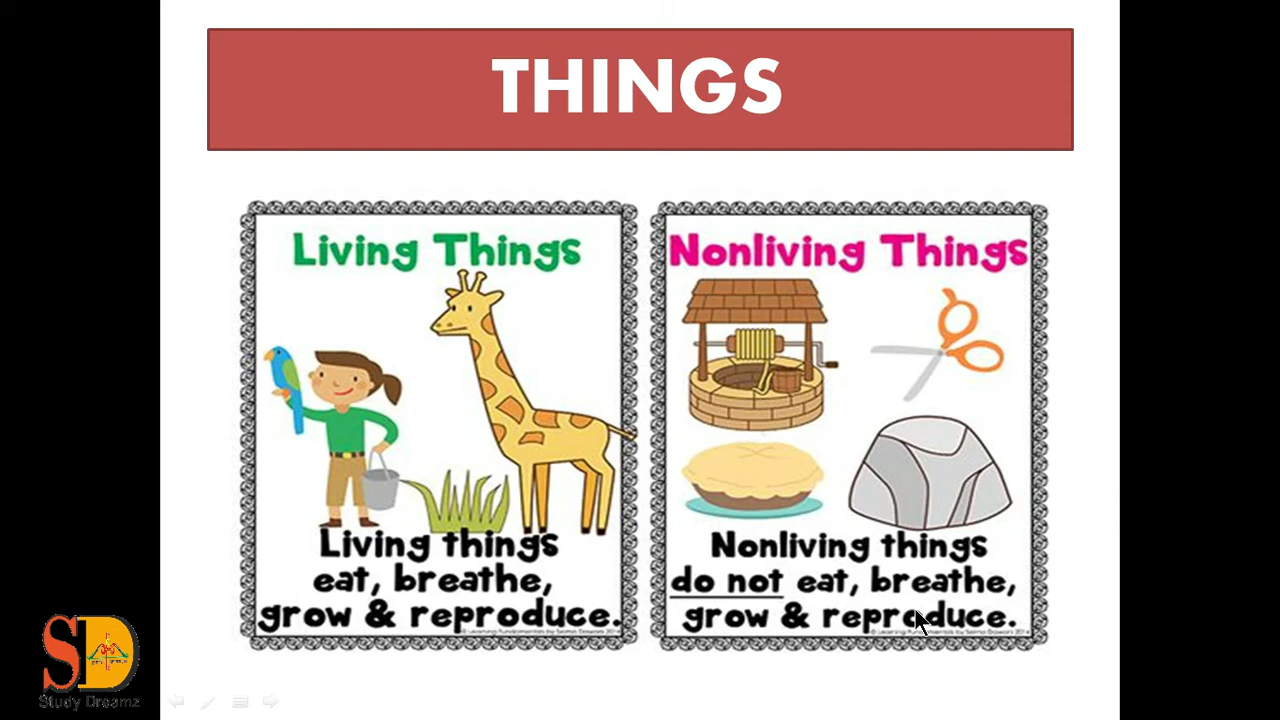 THINGS
Living Things
Living things
eat, breathe,
grow & reproduce.
Nonliving Things
Nonliving things
do not eat, breathe,
grow & reproduce.
SD
Study Dreamz